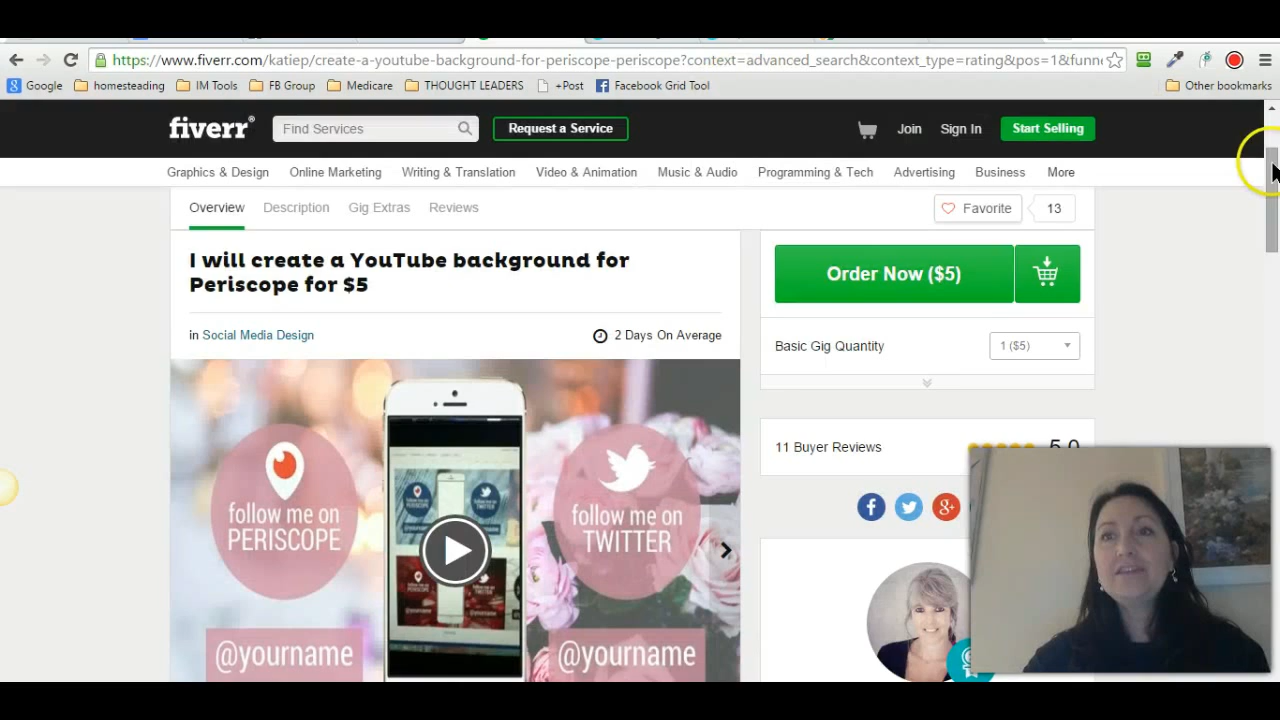 https://www.fiverr.com/katiep/create-a-youtube-background-for-periscope-periscope?context=advanced_search&context_type=rating&pos=1&funne
Google homesteading IM Tools FB Group Medicare THOUGHT LEADERS +Post Facebook Grid Tool Other bookmarks
fiverr® Find Services Request a Service Join Sign In Start Selling
Graphics & Design Online Marketing Writing & Translation Video & Animation Music & Audio Programming & Tech Advertising Business More
Overview Description Gig Extras Reviews Favorite 13
I will create a YouTube background for
Periscope for $5
Order Now ($5)
in Social Media Design 2 Days On Average
Basic Gig Quantity 1 ($5)
11 Buyer Reviews 5.0
follow me on
PERISCOPE
follow me on
TWITTER
@yourname
@yourname